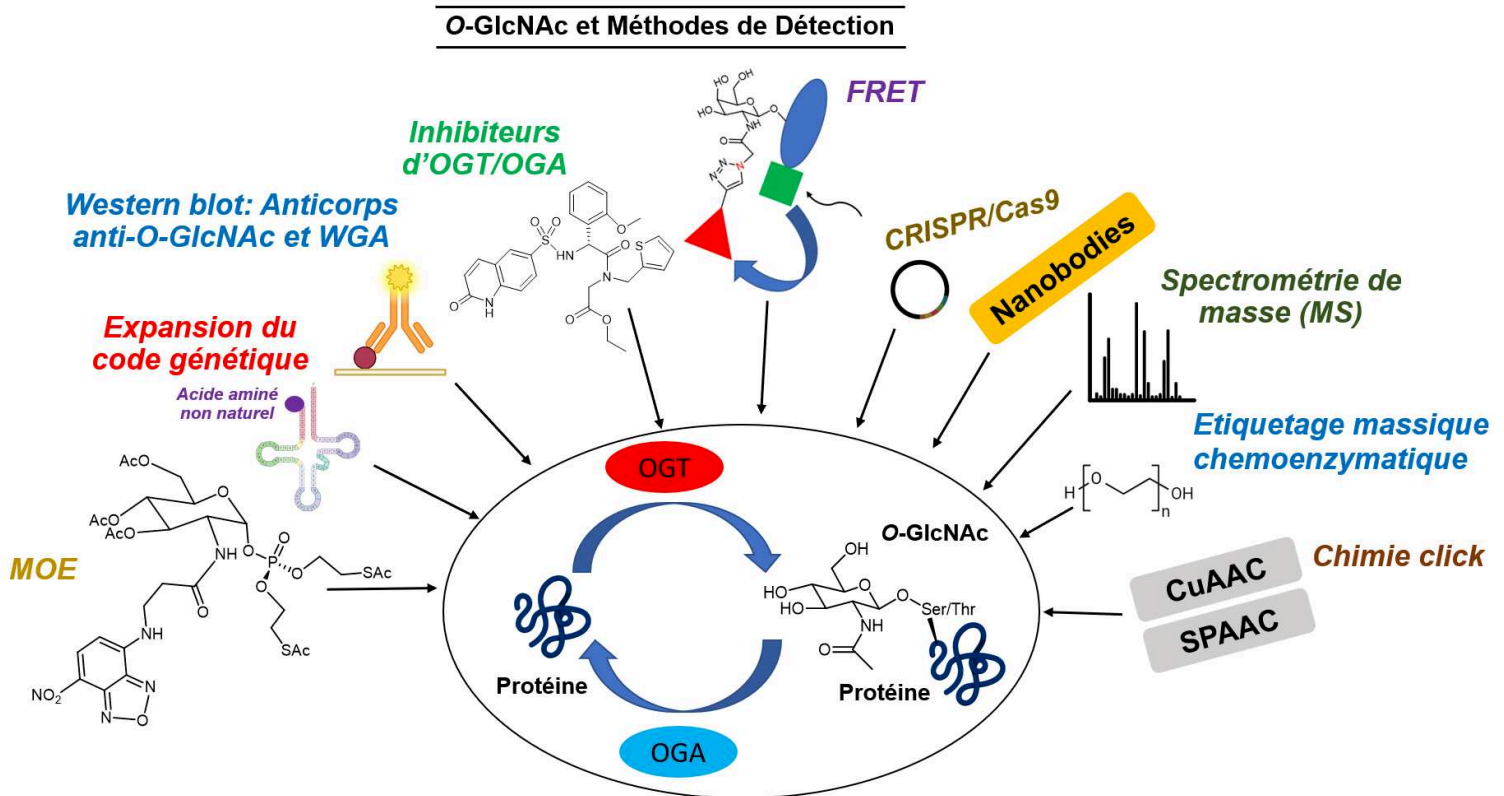 O-GlcNAc et Méthodes de Détection
FRET
Inhibiteurs
d’OGT/OGA
Western blot: Anticorps
anti-O-GlcNAc et WGA
CRISPR/Cas9
Nanobodies
Spectrométrie de
masse (MS)
Expansion du
code génétique
Acide aminé
non naturel
Etiquetage massique
chemoenzymatique
MOE
Chimie click
CuAAC
SPAAC
OGT
O-GlcNAc
Protéine
Protéine
OGA
HO
OH
HO
O
O
NH
O
N
N
N
O
O
S
O
HN
O
N
S
O
N
H
O
O
AcO
O
AcO
AcO
NH
O
O
P
O
O
O
SAc
SAc
O
NH
NO2
N
O
N
OH
HO
HO
O
O
Ser/Thr
NH
O
H
O
OH
n